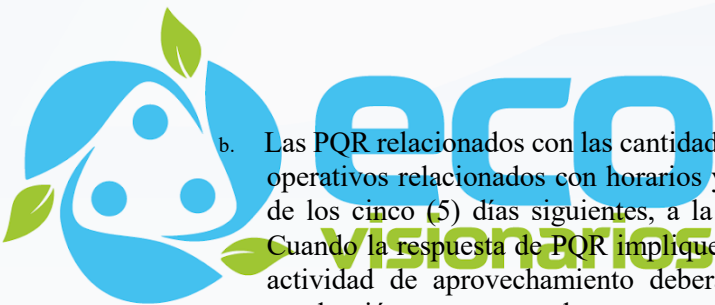 eco
visionarios
b. Las PQR relacionados con las cantidad
operativos relacionados con horarios y
de los cinco (5) días siguientes, a la
Cuando la respuesta de PQR implique
actividad de aprovechamiento deber